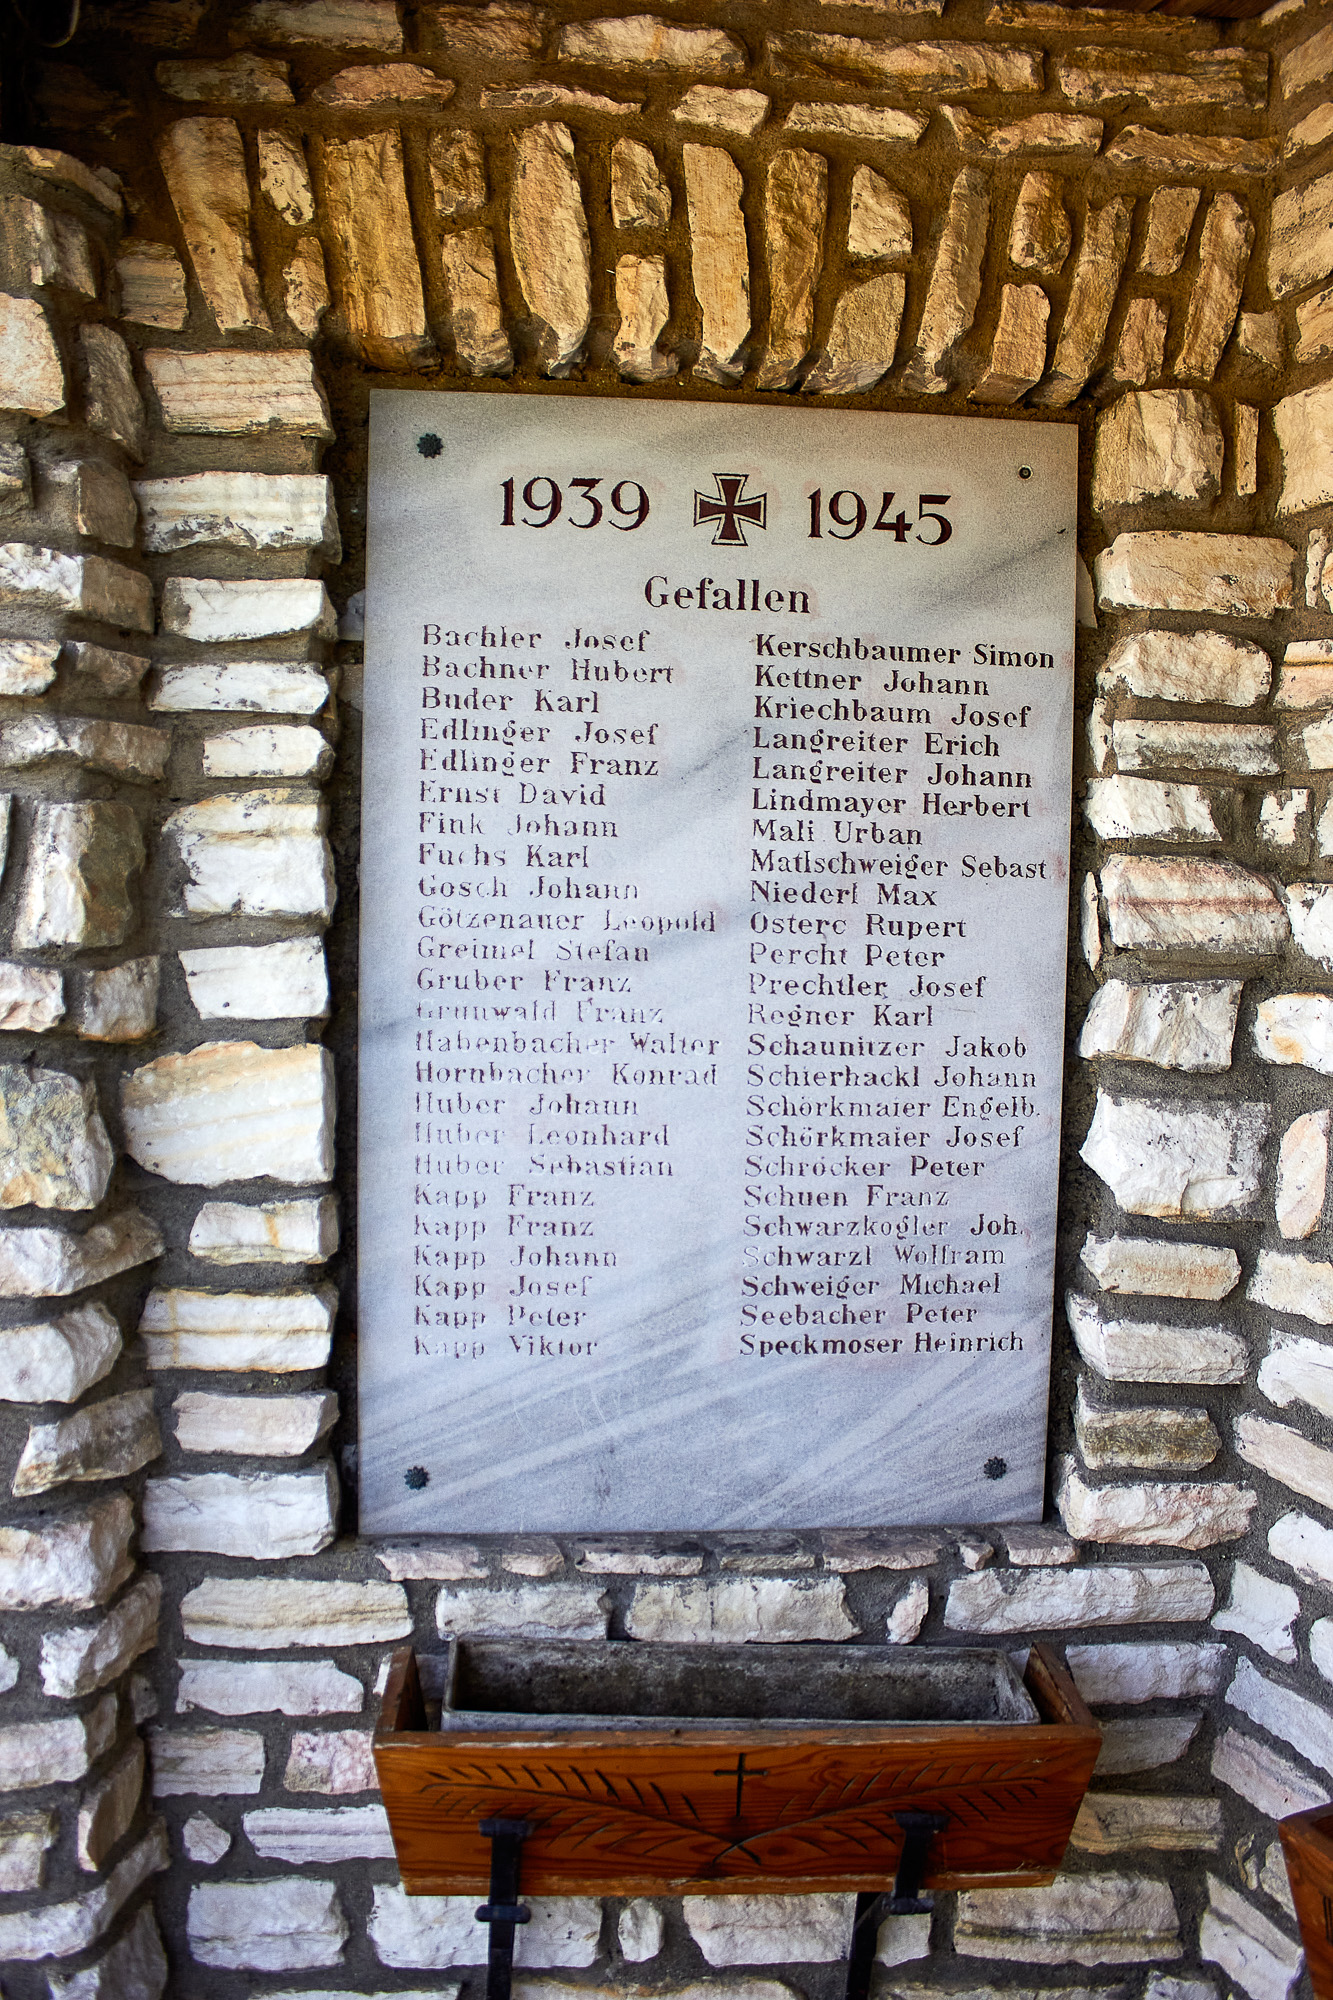 1939 1945
Gefallen
Bachler Josef
Bachner Hubert
Buder Karl
Edlinger Josef
Edlinger Franz
Ernst David
Fink Johann
Fuchs Karl
Gosch Johann
Götzenauer Leopold
Greimel Stefan
Gruber Franz
Grunwald Franz
Habenbacher Walter
Hornbacher Konrad
Huber Johann
Huber Leonhard
Huber Sebastian
Kapp Franz
Kapp Franz
Kapp Johann
Kapp Josef
Kapp Peter
Kapp Viktor
Kerschbaumer Simon
Kettner Johann
Kriechbaum Josef
Langreiter Erich
Langreiter Johann
Lindmayer Herbert
Mali Urban
Matlschweiger Sebast.
Niederl Max
Osterc Rupert
Percht Peter
Prechtler Josef
Regner Karl
Schaunitzer Jakob
Schierhackl Johann
Schörkmaier Engelb.
Schörkmaier Josef
Schröcker Peter
Schuen Franz
Schwarzkogler Joh.
Schwarzl Wolfram
Schweiger Michael
Seebacher Peter
Speckmoser Heinrich